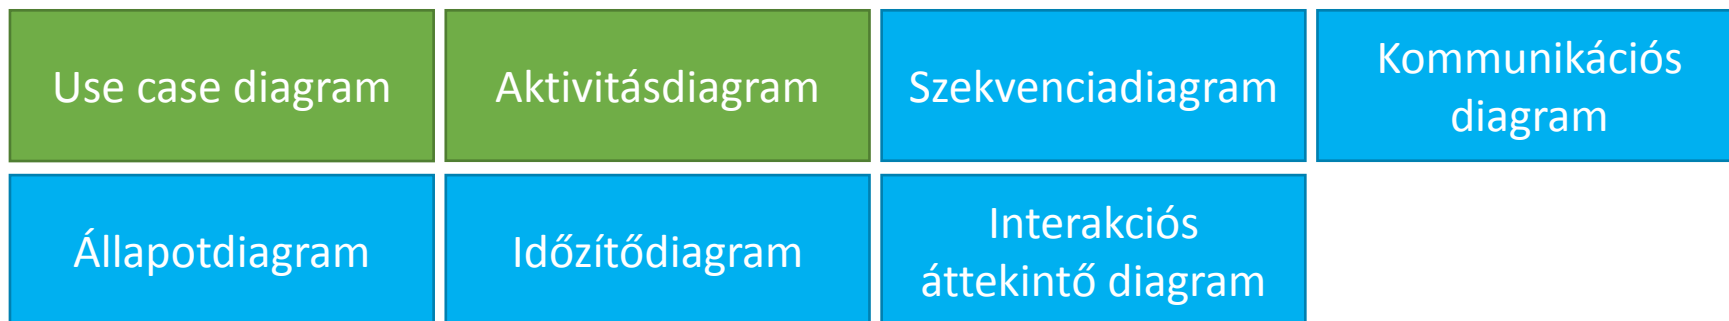 Use case diagram
Aktivitásdiagram
Szekvenciadiagram
Kommunikációs
diagram
Állapotdiagram
Időzítődiagram
Interakciós
áttekintő diagram